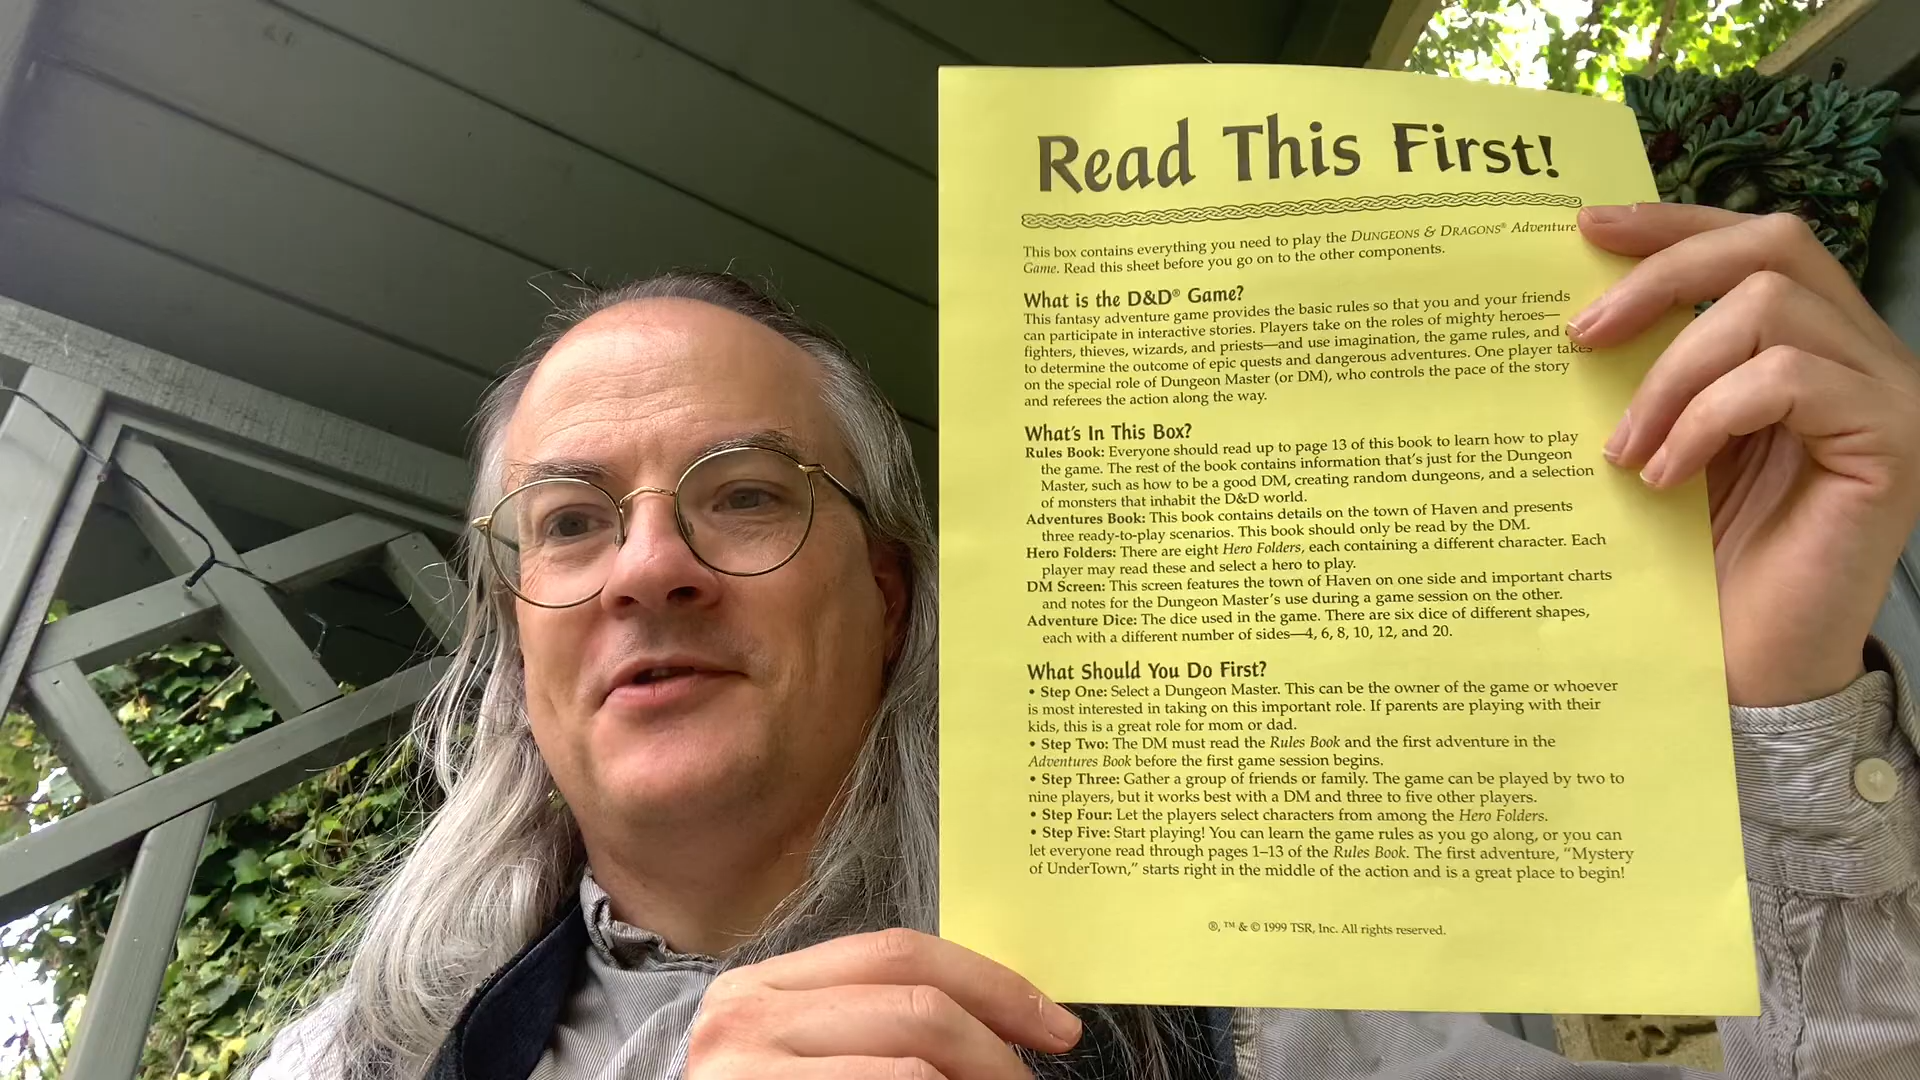 Read This First!
This box contains everything you need to play the DUNGEONS & DRAGONS® Adventure
Game. Read this sheet before you go on to the other components.
What is the D&D® Game?
This fantasy adventure game provides the basic rules so that you and your friends
can participate in interactive stories. Players take on the roles of mighty heroes—
fighters, thieves, wizards, and priests—and use imagination, the game rules, and
to determine the outcome of epic quests and dangerous adventures. One player takes
on the special role of Dungeon Master (or DM), who controls the pace of the story
and referees the action along the way.
What's In This Box?
Rules Book: Everyone should read up to page 13 of this book to learn how to play
the game. The rest of the book contains information that's just for the Dungeon
Master, such as how to be a good DM, creating random dungeons, and a selection
of monsters that inhabit the D&D world.
Adventures Book: This book contains details on the town of Haven and presents
three ready-to-play scenarios. This book should only be read by the DM.
Hero Folders: There are eight Hero Folders, each containing a different character. Each
player may read these and select a hero to play.
DM Screen: This screen features the town of Haven on one side and important charts
and notes for the Dungeon Master's use during a game session on the other.
Adventure Dice: The dice used in the game. There are six dice of different shapes,
each with a different number of sides—4, 6, 8, 10, 12, and 20.
What Should You Do First?
• Step One: Select a Dungeon Master. This can be the owner of the game or whoever
is most interested in taking on this important role. If parents are playing with their
kids, this is a great role for mom or dad.
• Step Two: The DM must read the Rules Book and the first adventure in the
Adventures Book before the first game session begins.
• Step Three: Gather a group of friends or family. The game can be played by two to
nine players, but it works best with a DM and three to five other players.
• Step Four: Let the players select characters from among the Hero Folders.
• Step Five: Start playing! You can learn the game rules as you go along, or you can
let everyone read through pages 1–13 of the Rules Book. The first adventure, “Mystery
of UnderTown,” starts right in the middle of the action and is a great place to begin!
®, ™ & © 1999 TSR, Inc. All rights reserved.